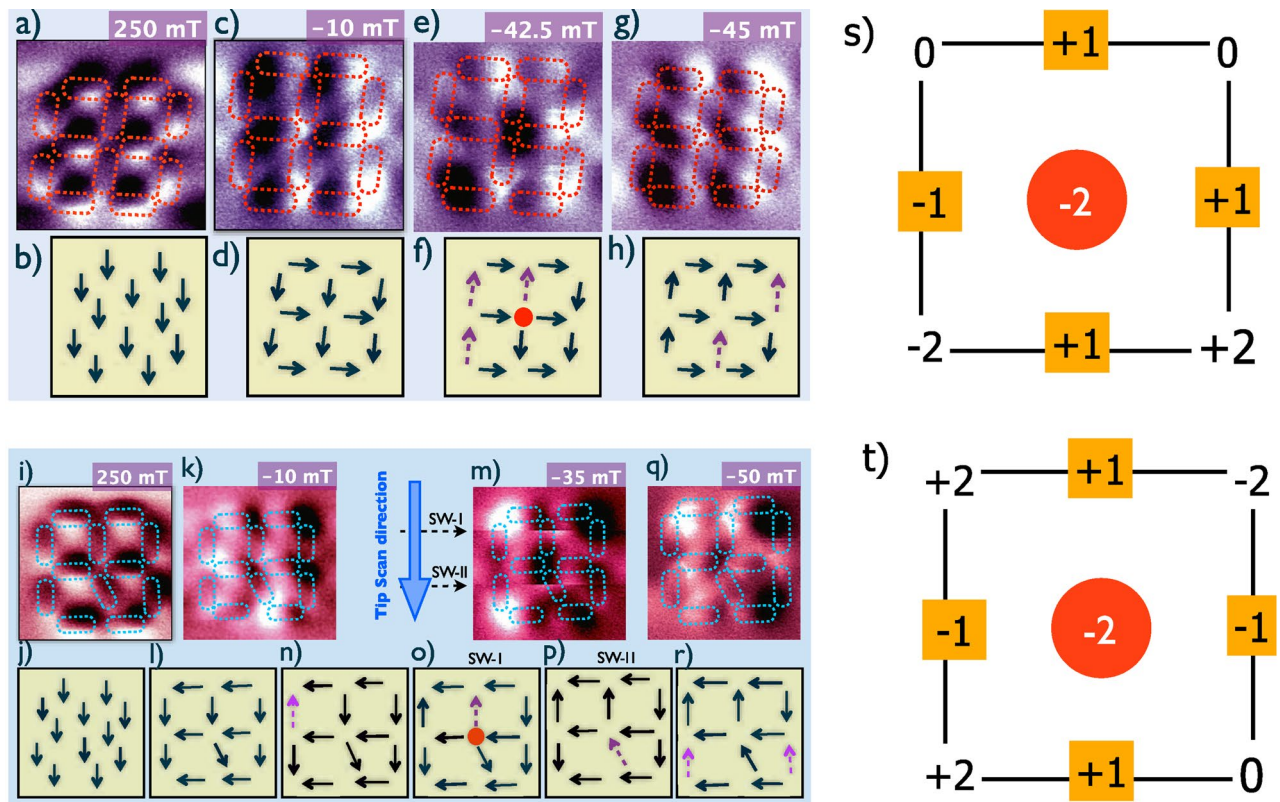 a) 250 mT
c) –10 mT
e) –42.5 mT
g) –45 mT
b)
d)
f)
h)
s)
0 +1 0
-1 -2 +1
-2 +1 +2
i) 250 mT
k) –10 mT
Tip Scan direction
SW-I
SW-II
m) –35 mT
q) –50 mT
j)
l)
n)
o) SW-I
p) SW-II
r)
t)
+2 +1 -2
-1 -2 -1
+2 +1 0